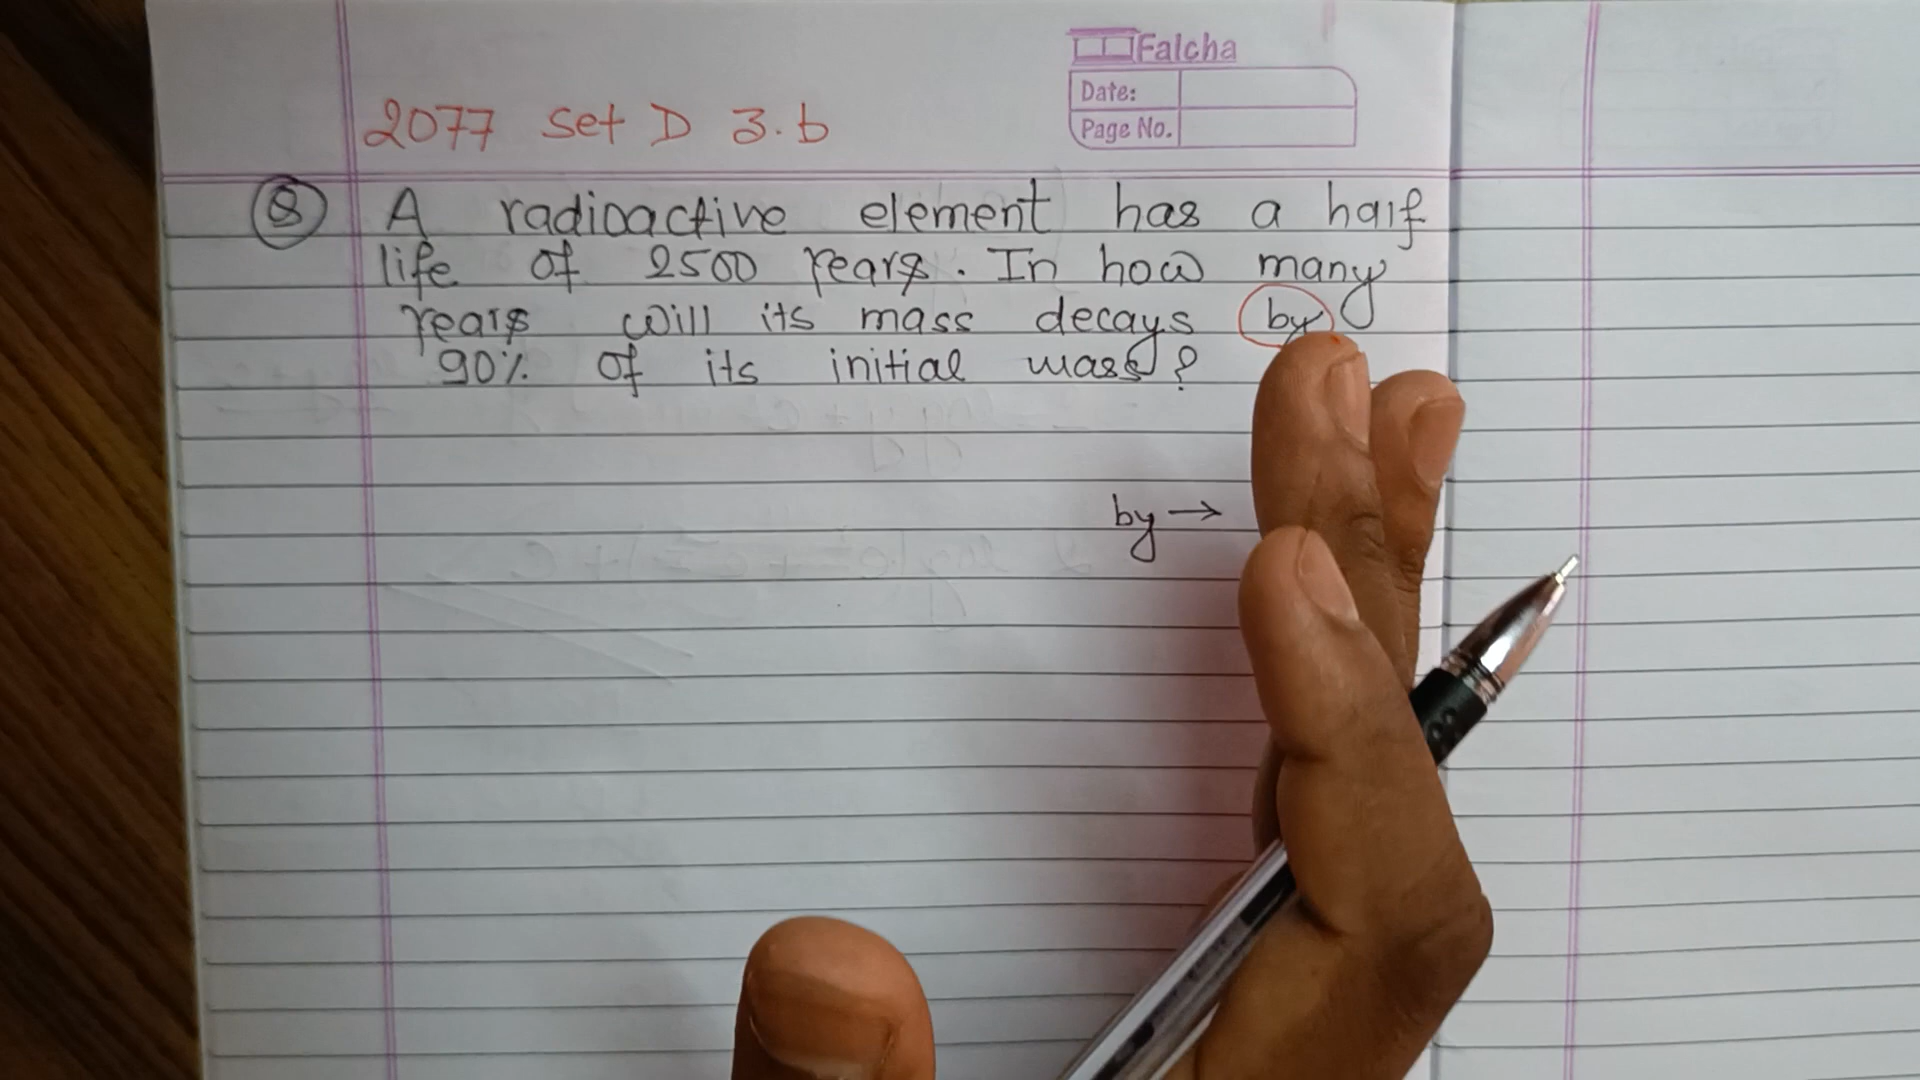 Falcha
Date:
Page No.
2077 Set D 3.b
Q A radioactive element has a half
life of 2500 years. In how many
years will its mass decays by
90% of its initial mass?
by →